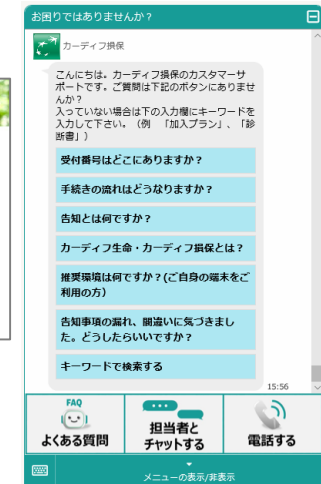 お困りではありませんか？
カーディフ損保
こんにちは。カーディフ損保のカスタマーサ
ポートです。ご質問は下記のボタンにありませ
んか？
入っていない場合は下の入力欄にキーワードを
入力して下さい。（例　「加入プラン」、「診
断書」）
受付番号はどこにありますか？
手続きの流れはどうなりますか？
告知とは何ですか？
カーディフ生命・カーディフ損保とは？
推奨環境は何ですか？(ご自身の端末をご
利用の方）
告知事項の漏れ、間違いに気づきまし
た。どうしたらいいですか？
キーワードで検索する
15:56
FAQ
よくある質問
担当者と
チャットする
電話する
メニューの表示/非表示